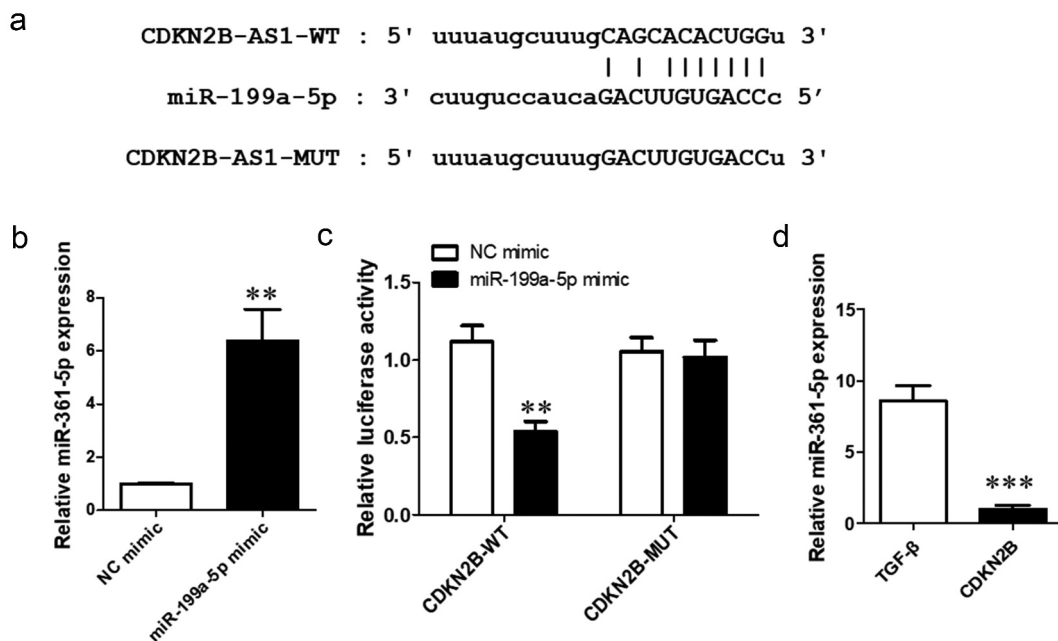 a
CDKN2B-AS1-WT : 5' uuuaugcuuugCAGCACACUGGu 3'
miR-199a-5p : 3' cuuguccaucaGACUUGUGACCc 5’
CDKN2B-AS1-MUT : 5' uuuaugcuuugGACUUGUGACCu 3'
b
Relative miR-361-5p expression
8
6
4
2
0
**
NC mimic
miR-199a-5p mimic
c
NC mimic
miR-199a-5p mimic
Relative luciferase activity
1.5
1.0
0.5
0.0
**
CDKN2B-WT
CDKN2B-MUT
d
Relative miR-361-5p expression
15
10
5
0
***
TGF-β
CDKN2B